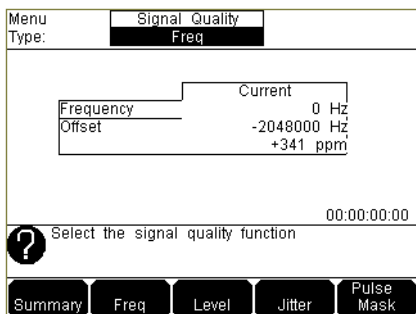 Menu Signal Quality
Type: Freq
Current
Frequency 0 Hz
Offset -2048000 Hz
+341 ppm
00:00:00:00
? Select the signal quality function
Summary Freq Level Jitter Pulse Mask